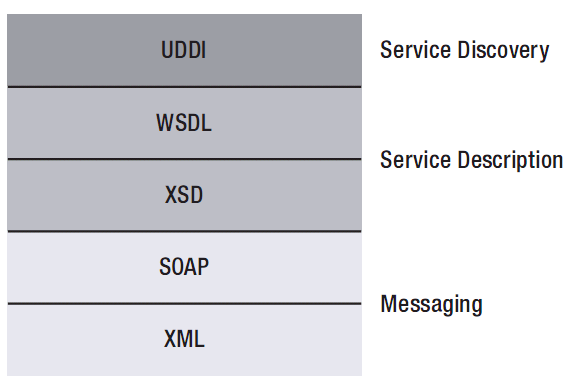 UDDI
Service Discovery
WSDL
Service Description
XSD
SOAP
Messaging
XML